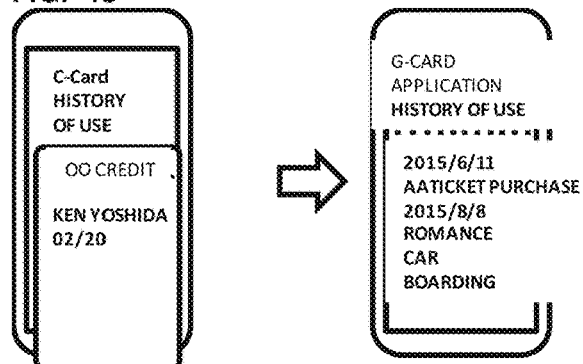 C-Card
HISTORY
OF USE
OO CREDIT
KEN YOSHIDA
02/20
G-CARD
APPLICATION
HISTORY OF USE
2015/6/11
AATICKET PURCHASE
2015/8/8
ROMANCE
CAR
BOARDING